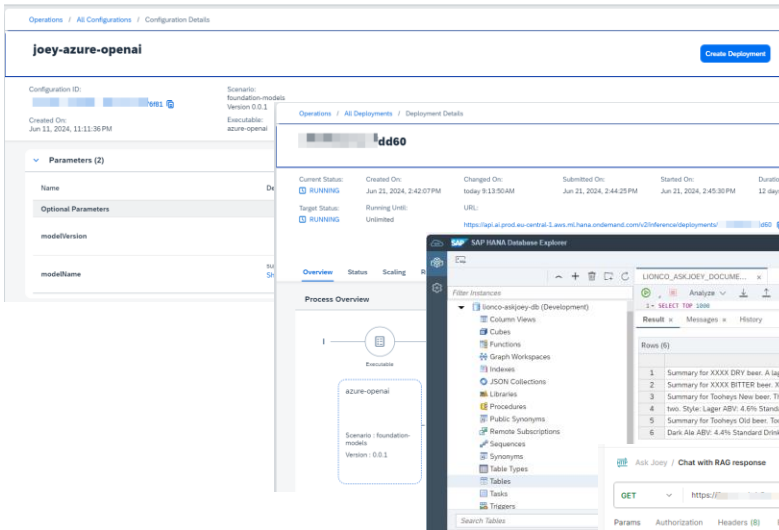 Operations / All Configurations / Configuration Details
joey-azure-openai
Create Deployment
Configuration ID:
6f81
Created On:
Jun 11, 2024, 11:11:36 PM
Scenario:
foundation-models
Version 0.0.1
Executable:
azure-openai
Parameters (2)
Name
De
Optional Parameters
modelVersion
modelName
Sh
Operations / All Deployments / Deployment Details
dd60
Current Status:
RUNNING
Created On:
Jun 21, 2024, 2:42:07 PM
Changed On:
today 9:13:50 AM
Submitted On:
Jun 21, 2024, 2:44:25 PM
Started On:
Jun 21, 2024, 2:45:30 PM
Duratio
12 day
Target Status:
RUNNING
Running Until:
Unlimited
URL:
https://api.ai.prod.eu-central-1.aws.ml.hana.ondemand.com/v2/inference/deployments/
d60
Overview
Status
Scaling
R
Process Overview
Executable
azure-openai
Scenario : foundation-
models
Version : 0.0.1
SAP HANA Database Explorer
Filter Instances
lionco-askjoey-db (Development)
Column Views
Cubes
Functions
Graph Workspaces
Indexes
JSON Collections
Libraries
Procedures
Public Synonyms
Remote Subscriptions
Sequences
Synonyms
Table Types
Tables
Tasks
Triggers
Search Tables
LIONCO_ASKJOEY_DOCUME... ×
Analyze
1 SELECT TOP 1000
Result × Messages × History
Rows (6)
1 Summary for XXXX DRY beer. A lag
2 Summary for XXXX BITTER beer. X
3 Summary for Tooheys New beer. Th
4 two. Style: Lager ABV: 4.6% Standa
5 Summary for Tooheys Old beer. Too
6 Dark Ale ABV: 4.4% Standard Drink
Ask Joey / Chat with RAG response
GET
https://
Params Authorization Headers (8)